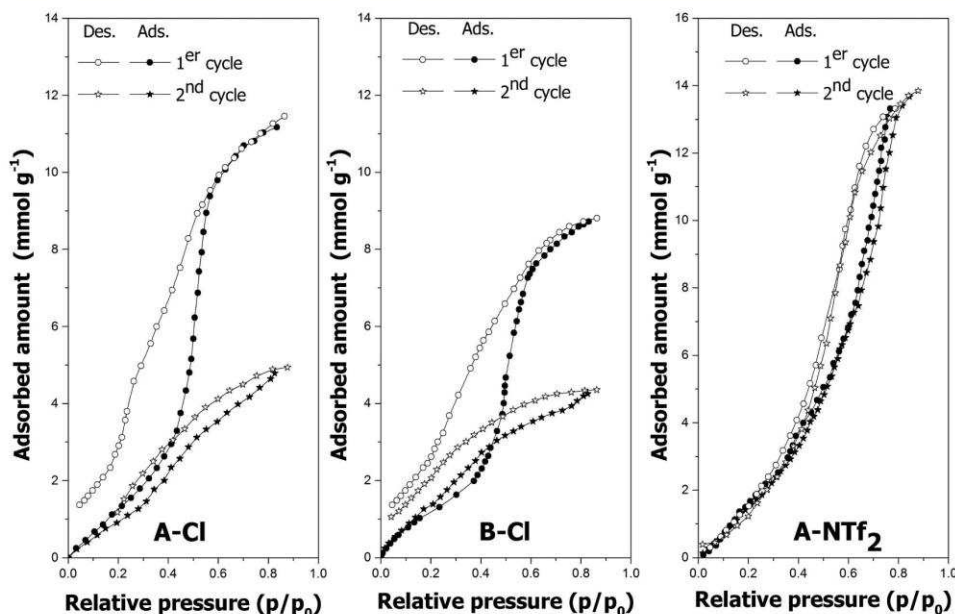 Des. Ads.
1er cycle
2nd cycle
16
14
12
10
8
6
4
2
0
Adsorbed amount (mmol g-1)
A-Cl
0.0 0.2 0.4 0.6 0.8 1.0
Relative pressure (p/p0)
Des. Ads.
1er cycle
2nd cycle
14
12
10
8
6
4
2
0
Adsorbed amount (mmol g-1)
B-Cl
0.0 0.2 0.4 0.6 0.8 1.0
Relative pressure (p/p0)
Des. Ads.
1er cycle
2nd cycle
16
14
12
10
8
6
4
2
0
Adsorbed amount (mmol g-1)
A-NTf2
0.0 0.2 0.4 0.6 0.8 1.0
Relative pressure (p/p0)